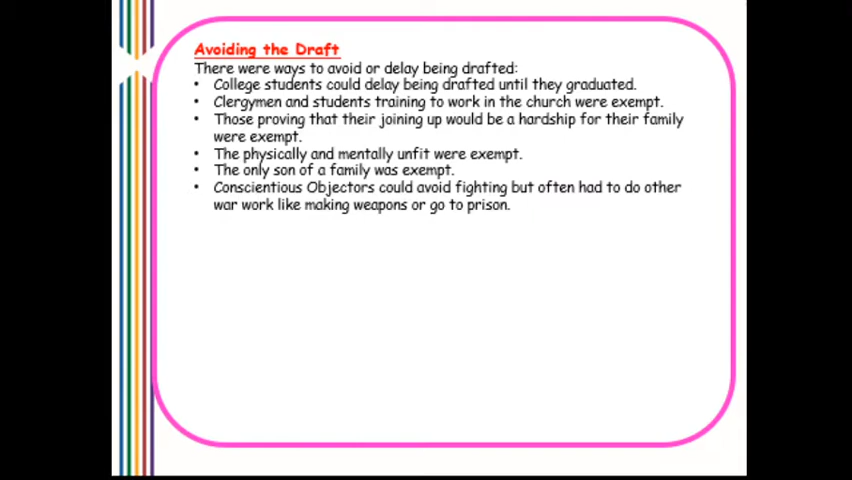 Avoiding the Draft
There were ways to avoid or delay being drafted:
• College students could delay being drafted until they graduated.
• Clergymen and students training to work in the church were exempt.
• Those proving that their joining up would be a hardship for their family
were exempt.
• The physically and mentally unfit were exempt.
• The only son of a family was exempt.
• Conscientious Objectors could avoid fighting but often had to do other
war work like making weapons or go to prison.